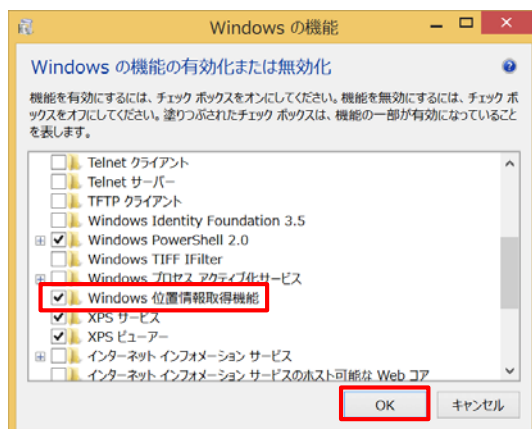 Windows の機能
Windows の機能の有効化または無効化
機能を有効にするには、チェック ボックスをオンにしてください。機能を無効にするには、チェック ボ
ックスをオフにしてください。塗りつぶされたチェック ボックスは、機能の一部が有効になっていること
を表します。
Telnet クライアント
Telnet サーバー
TFTP クライアント
Windows Identity Foundation 3.5
Windows PowerShell 2.0
Windows TIFF IFilter
Windows プロセス アクティブ化サービス
Windows 位置情報取得機能
XPS サービス
XPS ビューアー
インターネット インフォメーション サービス
インターネット インフォメーション サービスのホスト可能な Web コア
OK
キャンセル